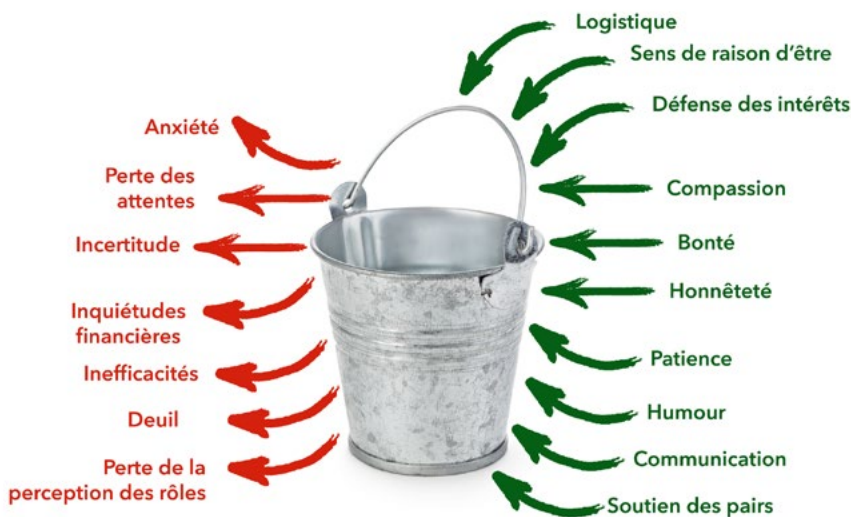 Anxiété
Perte des
attentes
Incertitude
Inquiétudes
financières
Inefficacités
Deuil
Perte de la
perception des rôles
Logistique
Sens de raison d’être
Défense des intérêts
Compassion
Bonté
Honnêteté
Patience
Humour
Communication
Soutien des pairs